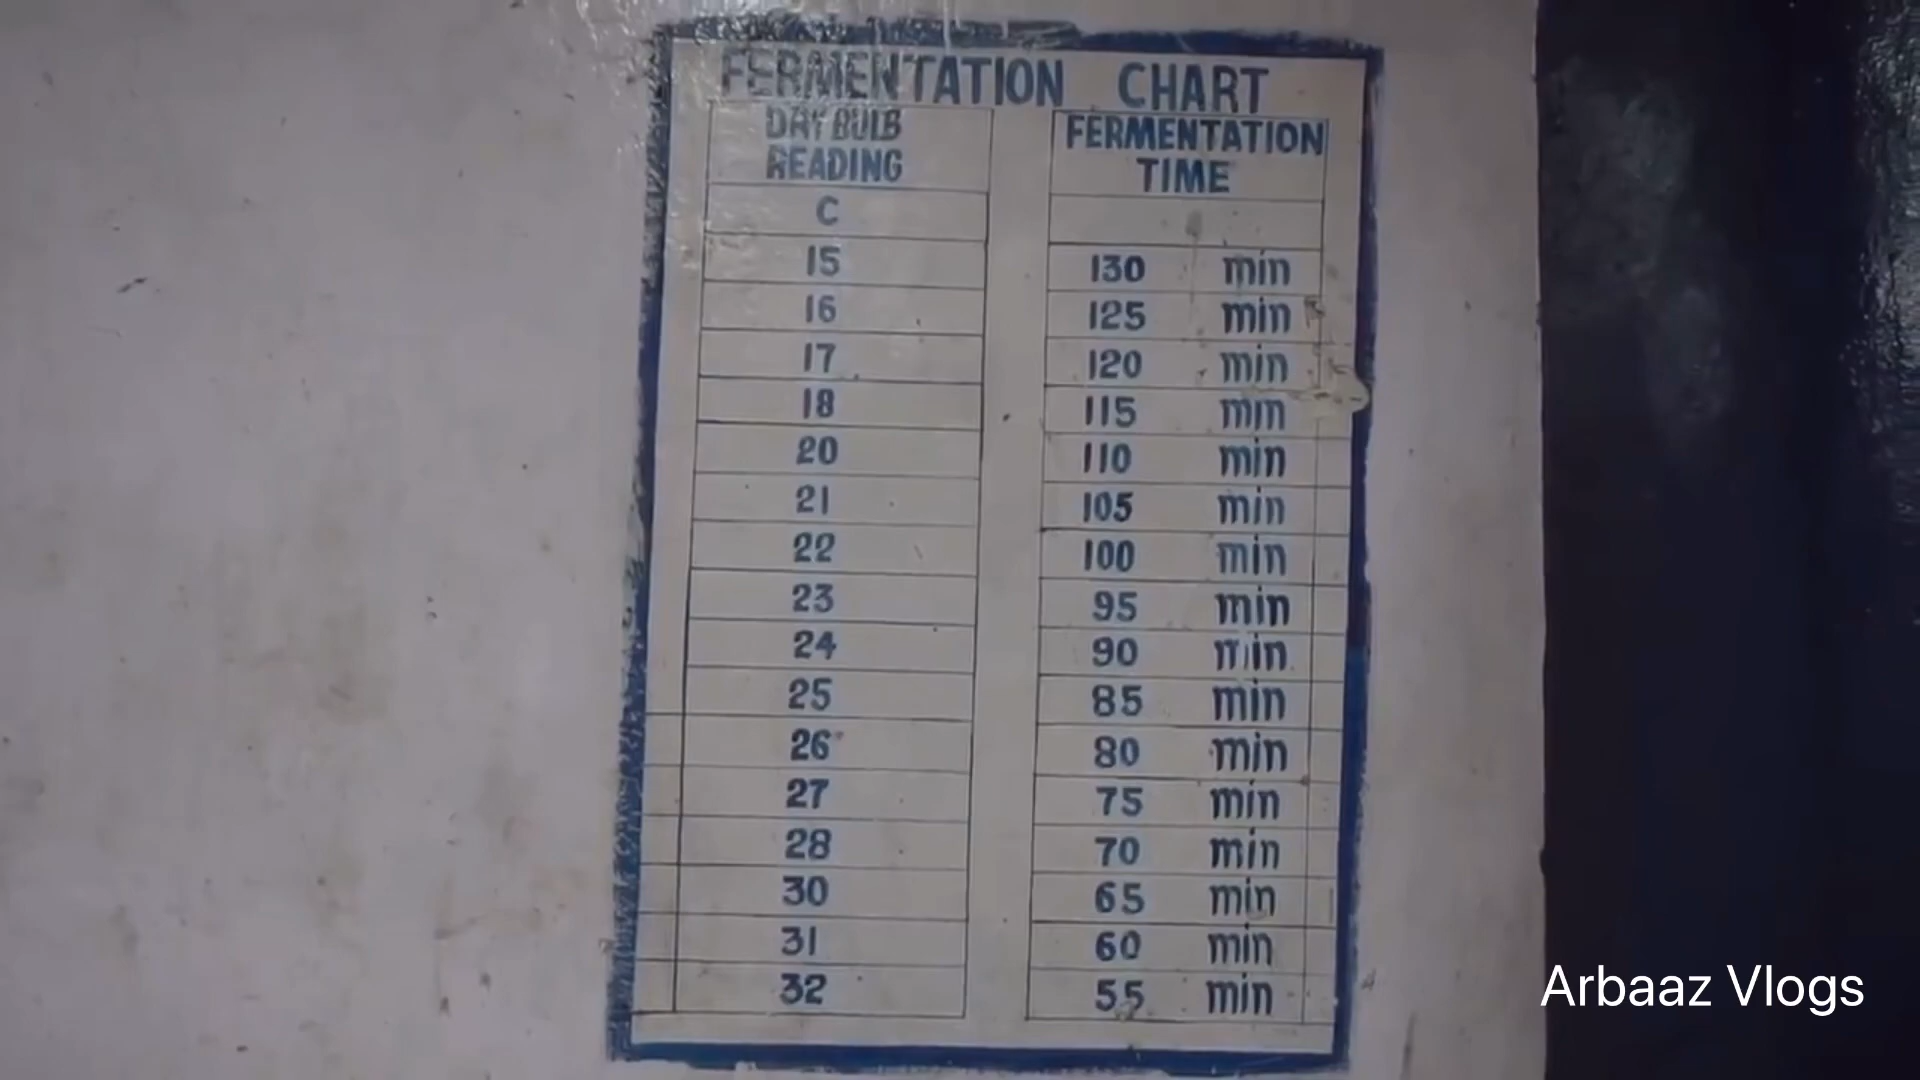 FERMENTATION CHART
DRY BULB READING FERMENTATION TIME
C
15 130 min
16 125 min
17 120 min
18 115 min
20 110 min
21 105 min
22 100 min
23 95 min
24 90 min
25 85 min
26 80 min
27 75 min
28 70 min
30 65 min
31 60 min
32 55 min
Arbaaz Vlogs